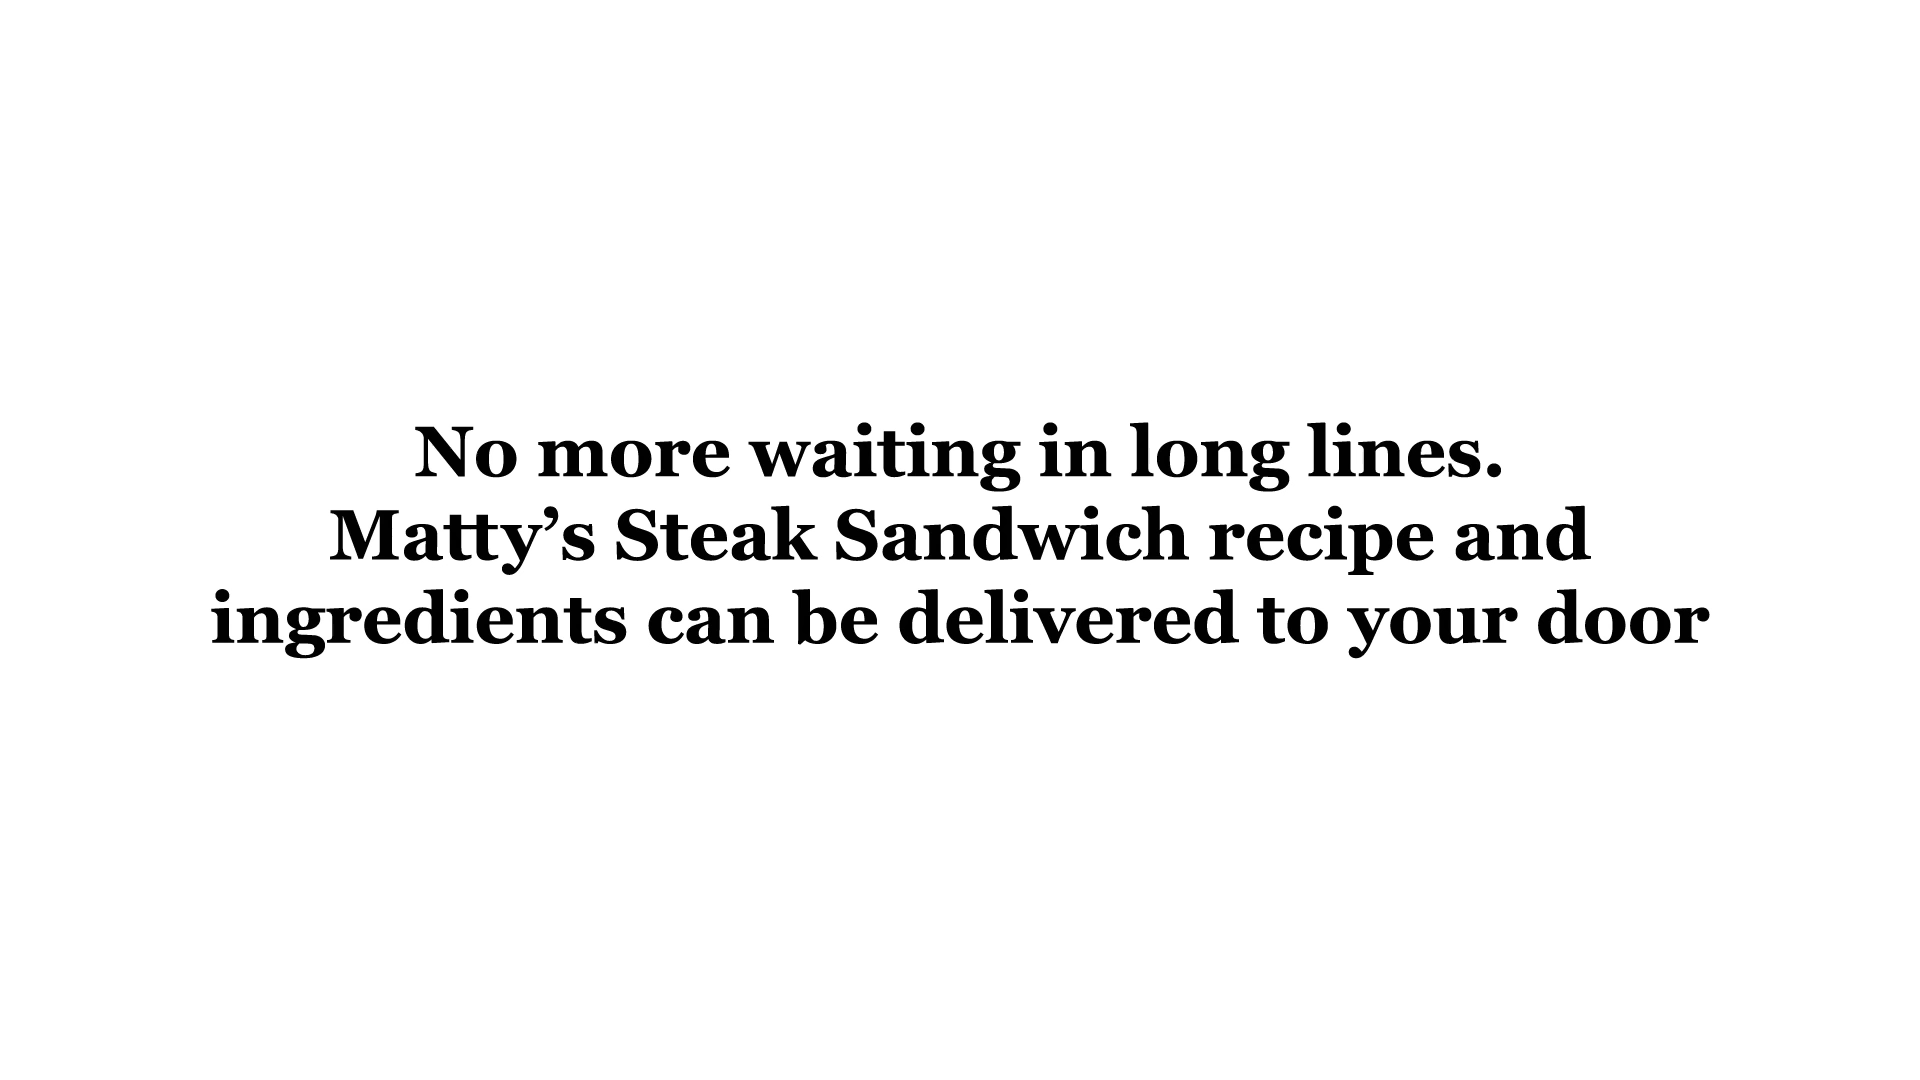 No more waiting in long lines.
Matty’s Steak Sandwich recipe and
ingredients can be delivered to your door